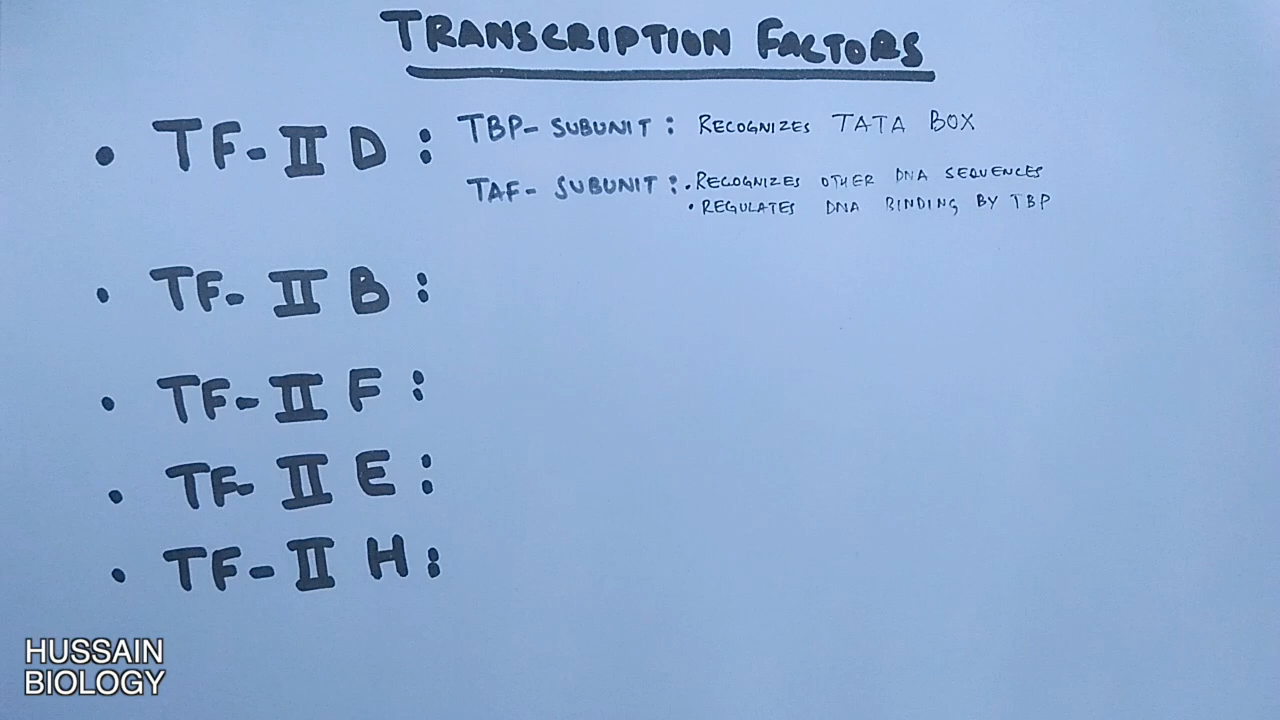 TRANSCRIPTION FACTORS
• TF-II D : TBP- SUBUNIT : RECOGNIZES TATA BOX
TAF- SUBUNIT : • RECOGNIZES OTHER DNA SEQUENCES
• REGULATES DNA BINDING BY TBP
• TF-II B :
• TF-II F :
• TF-II E :
• TF-II H :
HUSSAIN
BIOLOGY